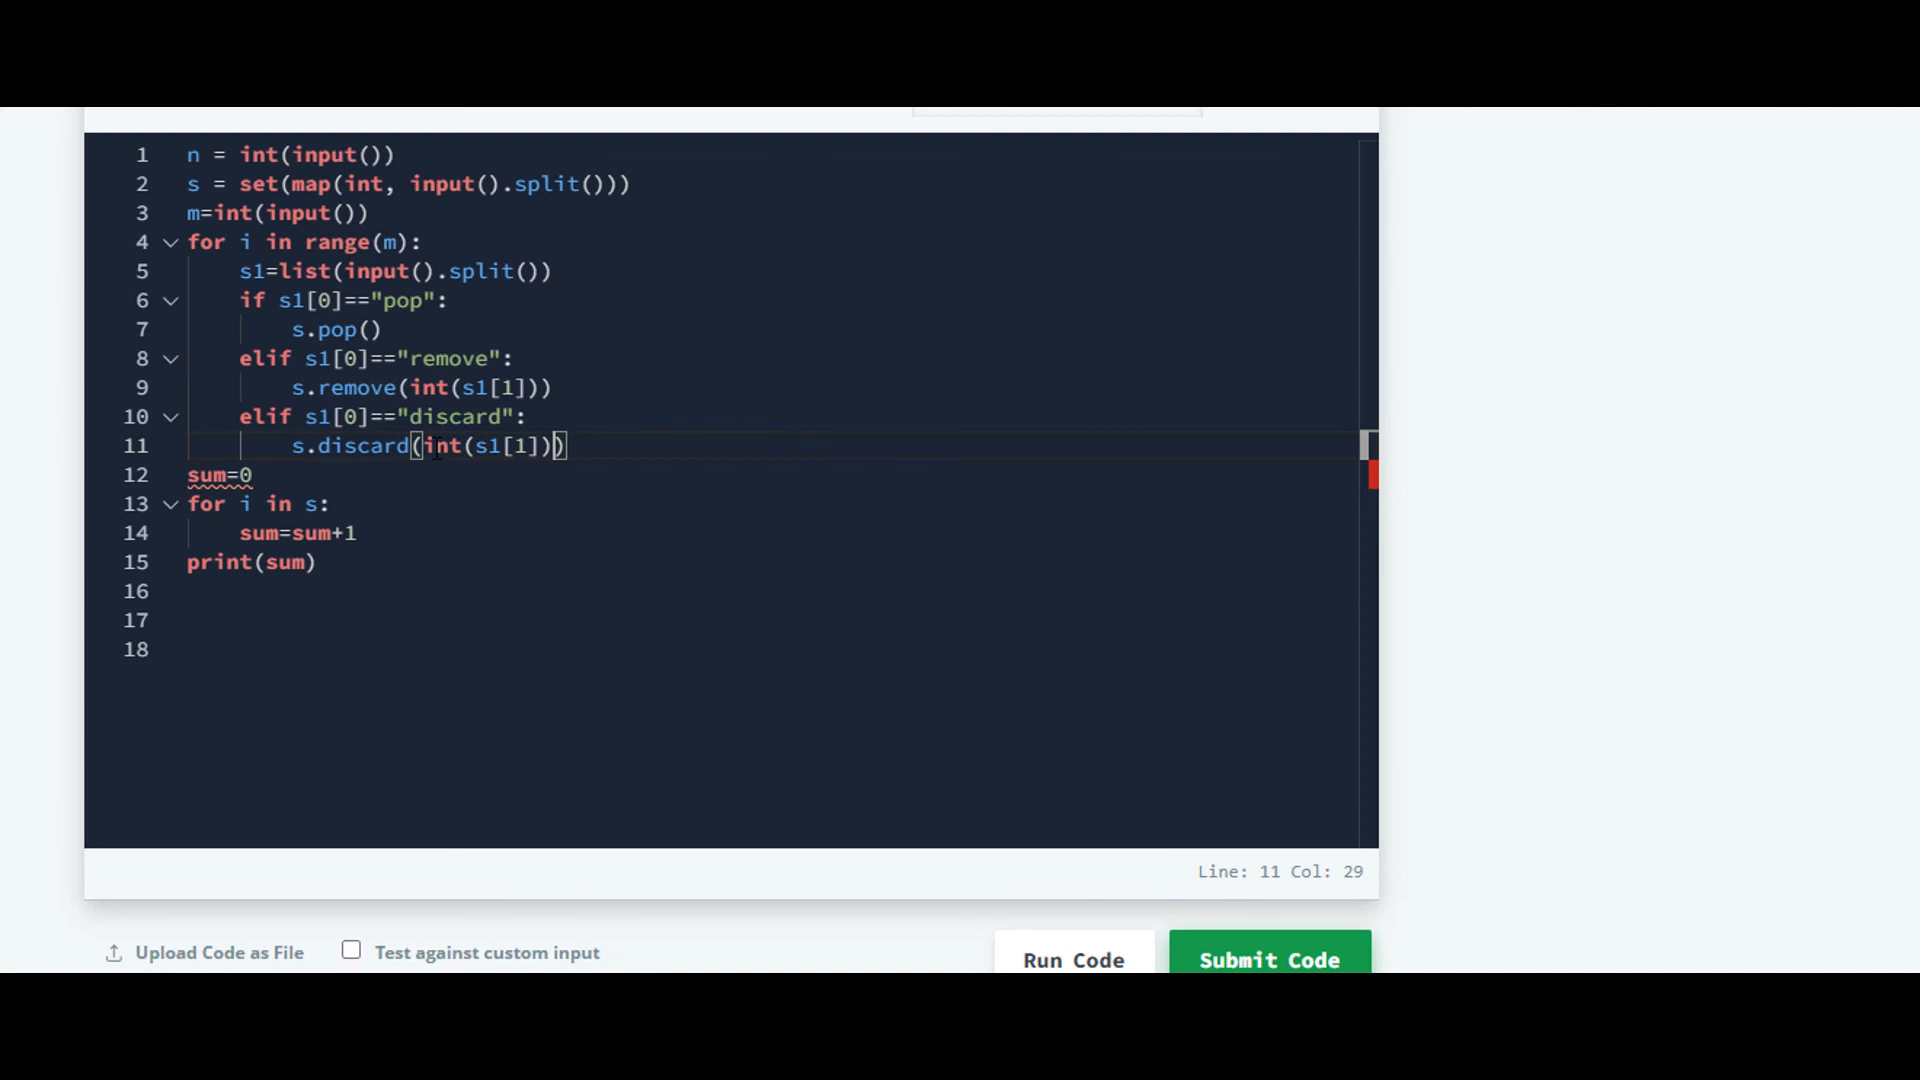 1 n = int(input())
2 s = set(map(int, input().split()))
3 m=int(input())
4 for i in range(m):
5 s1=list(input().split())
6 if s1[0]=="pop":
7 s.pop()
8 elif s1[0]=="remove":
9 s.remove(int(s1[1]))
10 elif s1[0]=="discard":
11 s.discard(int(s1[1]))
12 sum=0
13 for i in s:
14 sum=sum+1
15 print(sum)
16
17
18
Line: 11 Col: 29
Upload Code as File Test against custom input Run Code Submit Code